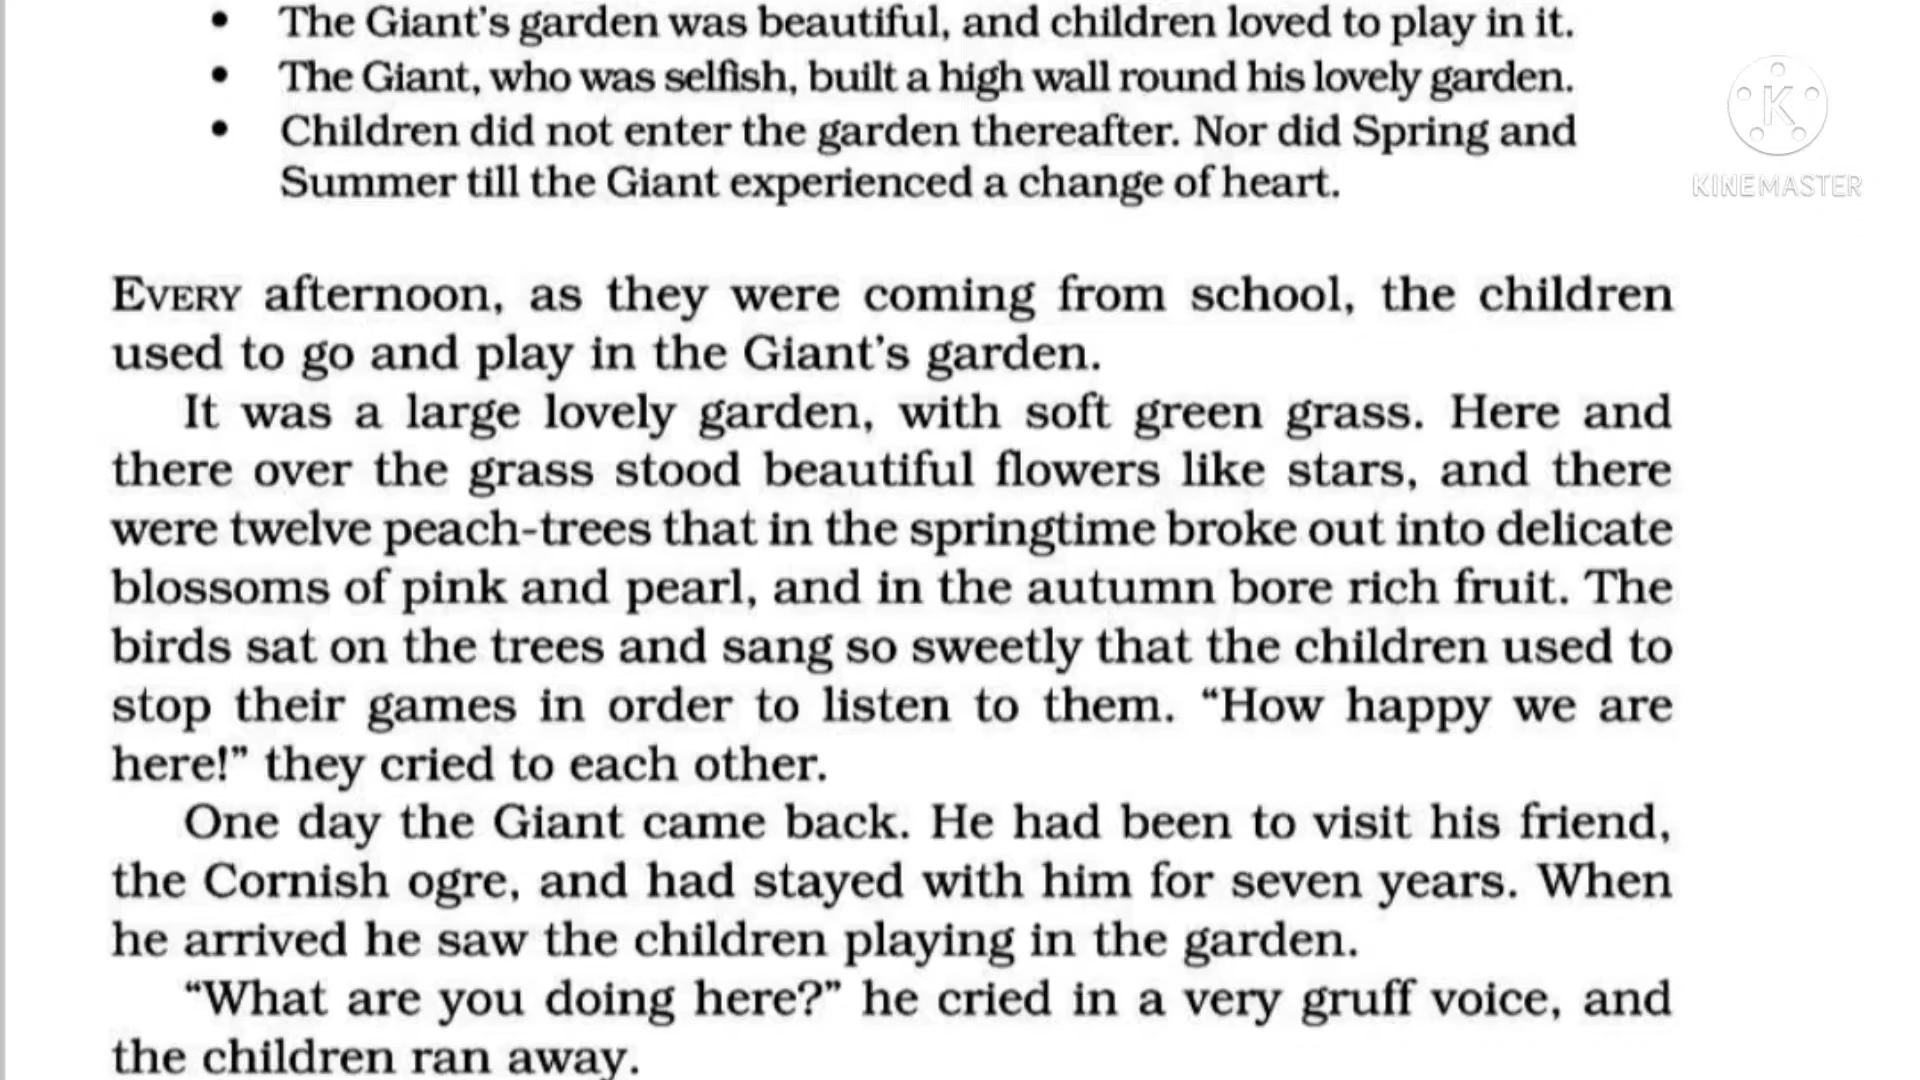 • The Giant’s garden was beautiful, and children loved to play in it.
• The Giant, who was selfish, built a high wall round his lovely garden.
• Children did not enter the garden thereafter. Nor did Spring and
Summer till the Giant experienced a change of heart.
K
KINEMASTER
EVERY afternoon, as they were coming from school, the children
used to go and play in the Giant’s garden.
It was a large lovely garden, with soft green grass. Here and
there over the grass stood beautiful flowers like stars, and there
were twelve peach-trees that in the springtime broke out into delicate
blossoms of pink and pearl, and in the autumn bore rich fruit. The
birds sat on the trees and sang so sweetly that the children used to
stop their games in order to listen to them. “How happy we are
here!” they cried to each other.
One day the Giant came back. He had been to visit his friend,
the Cornish ogre, and had stayed with him for seven years. When
he arrived he saw the children playing in the garden.
“What are you doing here?” he cried in a very gruff voice, and
the children ran away.